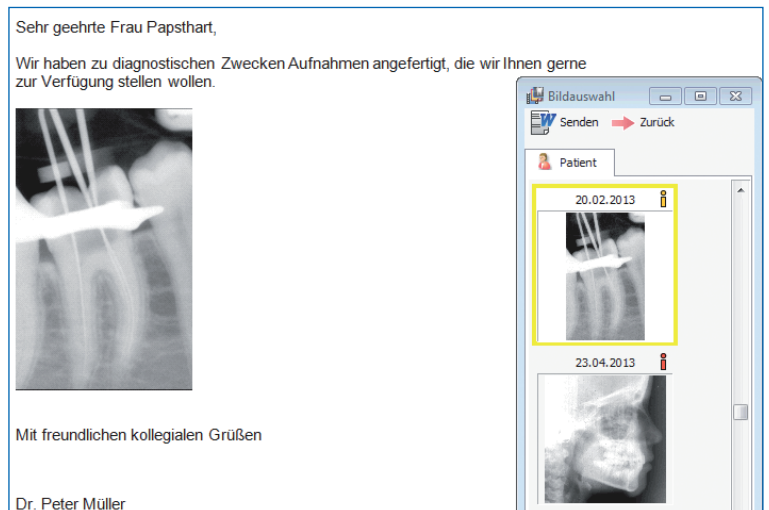 Sehr geehrte Frau Papsthart,
Wir haben zu diagnostischen Zwecken Aufnahmen angefertigt, die wir Ihnen gerne
zur Verfügung stellen wollen.
Mit freundlichen kollegialen Grüßen
Dr. Peter Müller
Bildauswahl
Senden Zurück
Patient
20.02.2013
23.04.2013